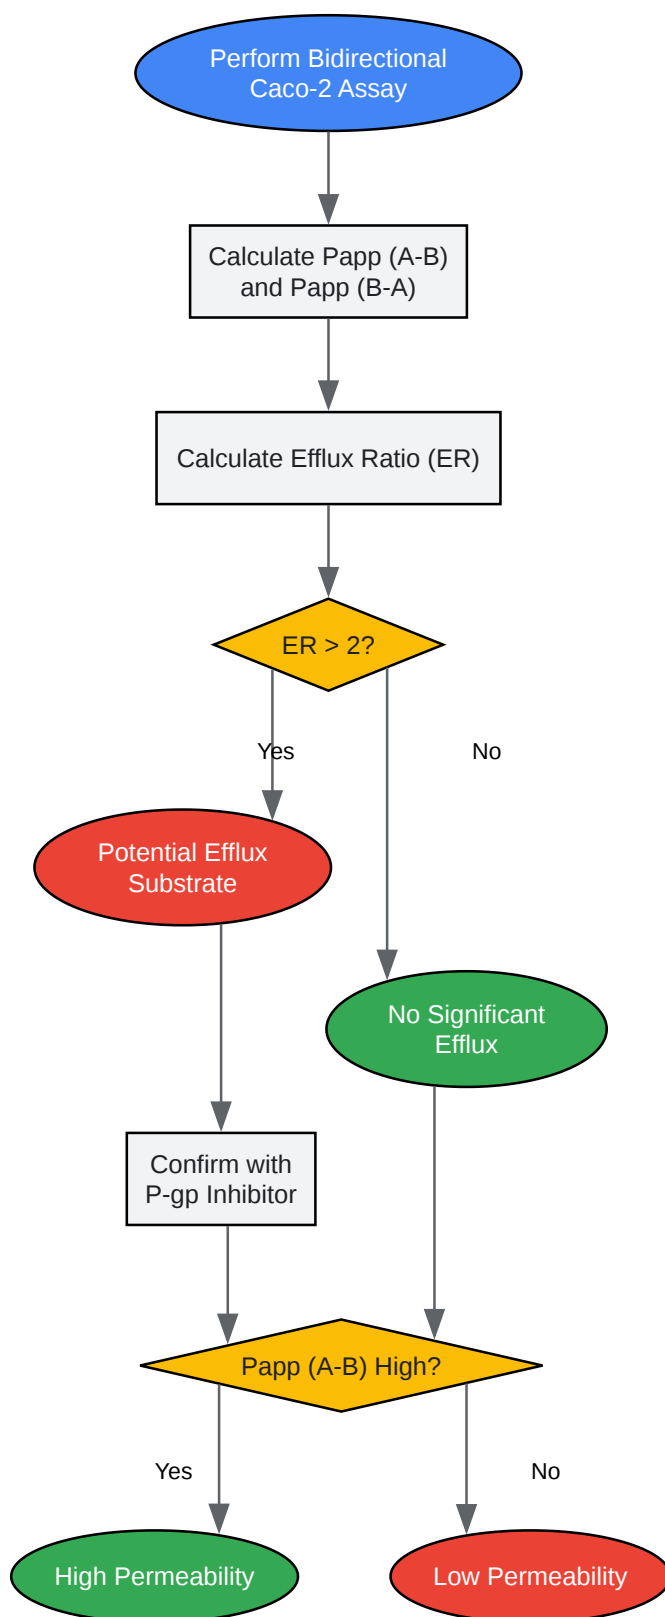 Perform Bidirectional
Caco-2 Assay
Calculate Papp (A-B)
and Papp (B-A)
Calculate Efflux Ratio (ER)
ER > 2?
Yes
No
Potential Efflux
Substrate
No Significant
Efflux
Confirm with
P-gp Inhibitor
Papp (A-B) High?
Yes
No
High Permeability
Low Permeability